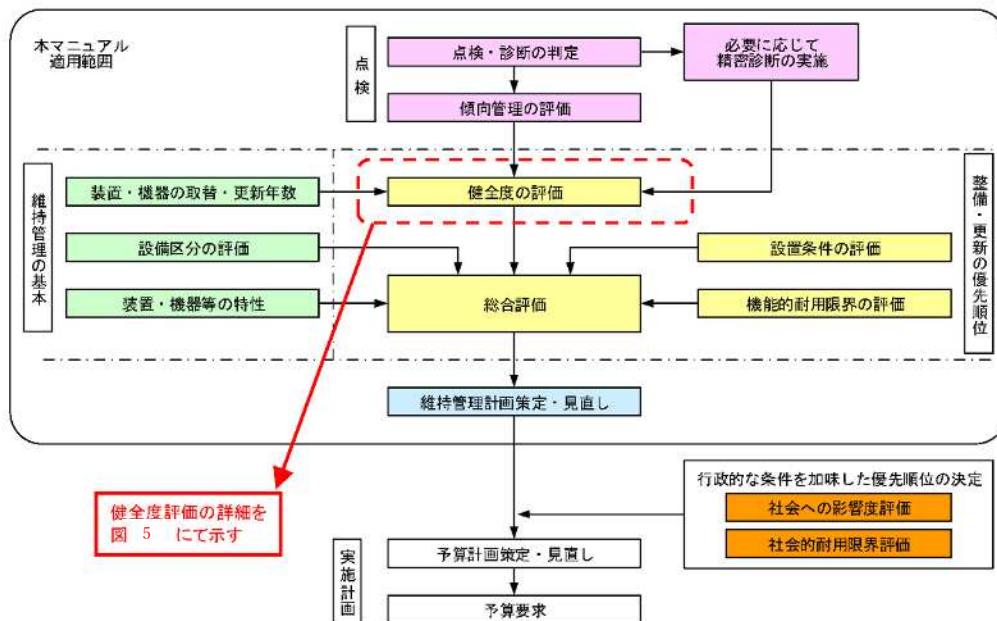 本マニュアル
適用範囲
点検
点検・診断の判定
必要に応じて
精密診断の実施
傾向管理の評価
維持管理の基本
装置・機器の取替・更新年数
健全度の評価
整備・更新の優先順位
設備区分の評価
設置条件の評価
装置・機器等の特性
総合評価
機能的耐用限界の評価
維持管理計画策定・見直し
健全度評価の詳細を
図 5 にて示す
行政的な条件を加味した優先順位の決定
社会への影響度評価
社会的耐用限界評価
実施計画
予算計画策定・見直し
予算要求